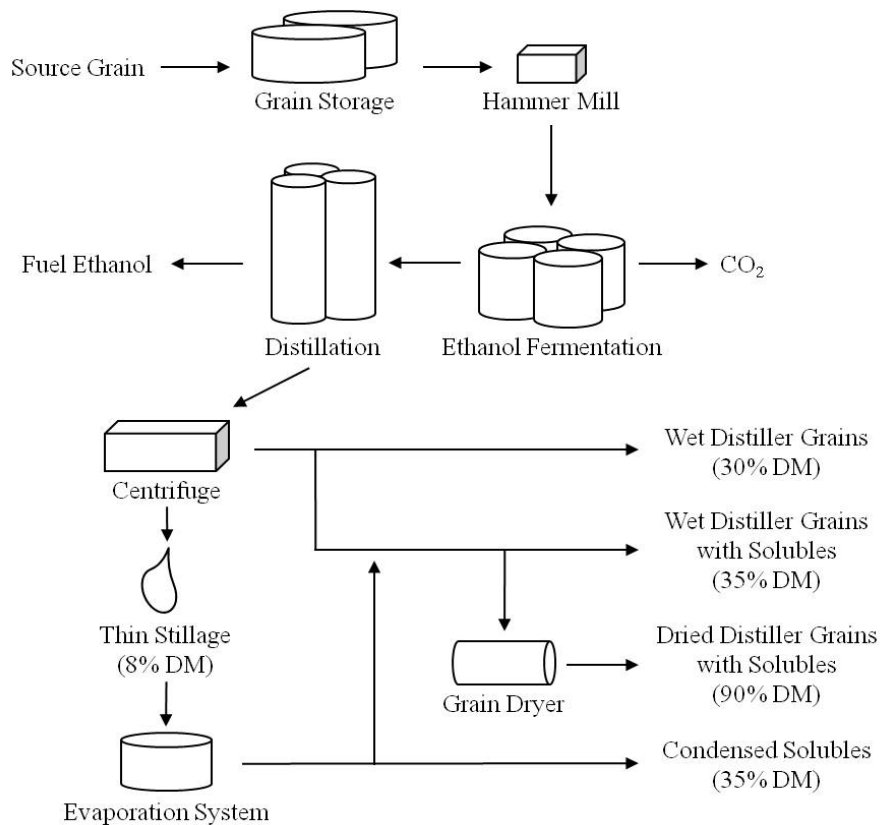 Source Grain
Grain Storage
Hammer Mill
Fuel Ethanol
CO₂
Distillation
Ethanol Fermentation
Wet Distiller Grains
(30% DM)
Centrifuge
Wet Distiller Grains
with Solubles
(35% DM)
Thin Stillage
(8% DM)
Dried Distiller Grains
with Solubles
(90% DM)
Grain Dryer
Condensed Solubles
(35% DM)
Evaporation System